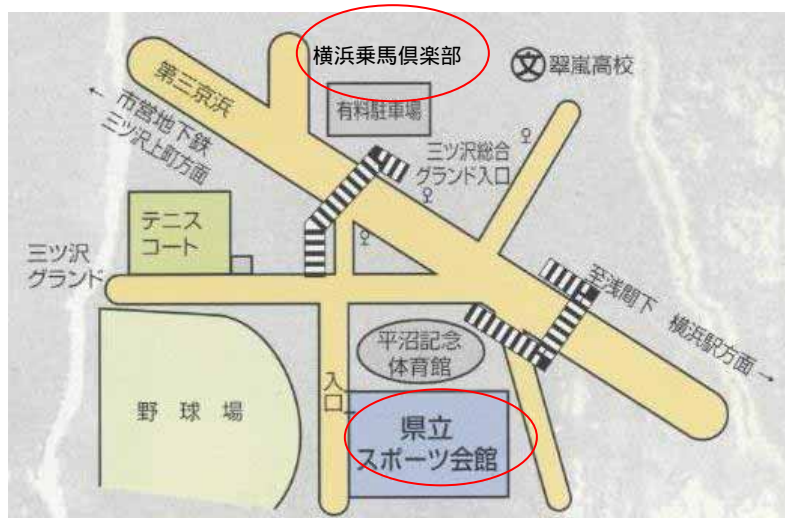 横浜乗馬倶楽部
文
翠嵐高校
第三京浜
有料駐車場
←
市営地下鉄
三ツ沢上町方面
三ツ沢総合
グランド入口
テニス
コート
三ツ沢
グランド
至浅間下 横浜駅方面→
平沼記念
体育館
入口
野球場
県立
スポーツ会館